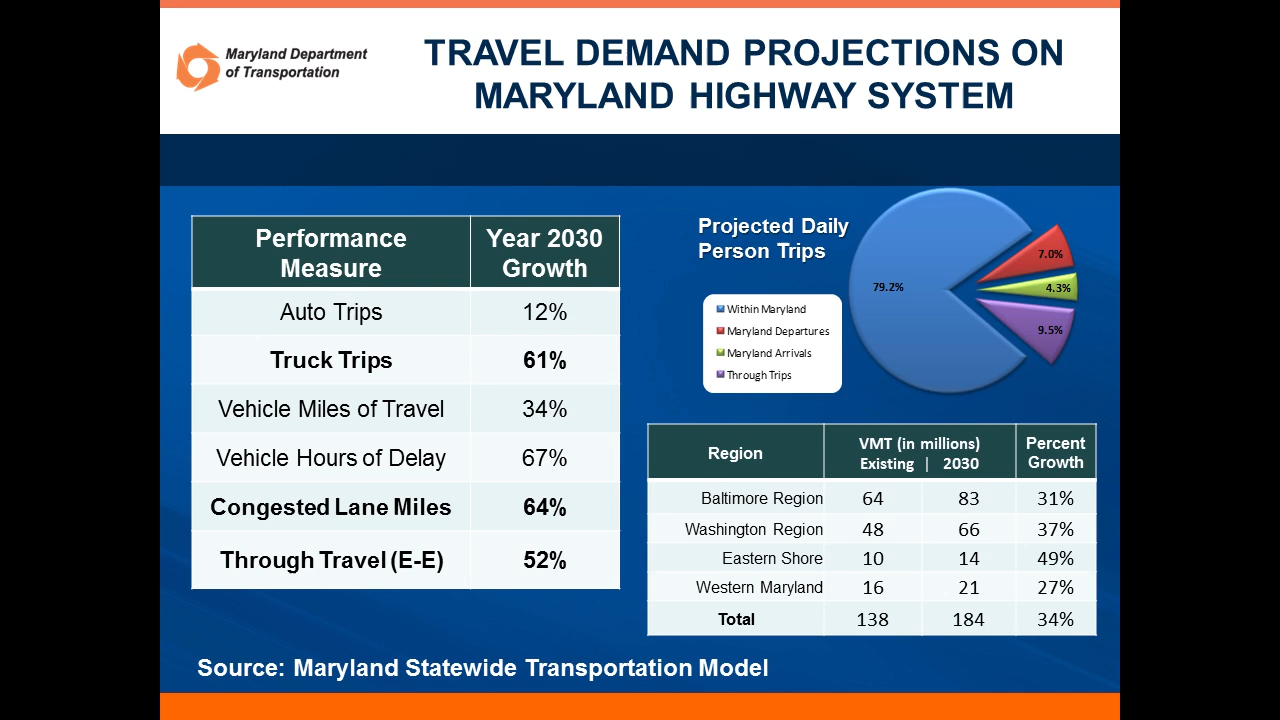 Maryland Department
of Transportation
TRAVEL DEMAND PROJECTIONS ON
MARYLAND HIGHWAY SYSTEM
Performance
Measure
Year 2030
Growth
Auto Trips 12%
Truck Trips 61%
Vehicle Miles of Travel 34%
Vehicle Hours of Delay 67%
Congested Lane Miles 64%
Through Travel (E-E) 52%
Projected Daily
Person Trips
Within Maryland
Maryland Departures
Maryland Arrivals
Through Trips
79.2%
7.0%
4.3%
9.5%
Region
VMT (in millions)
Existing | 2030
Percent
Growth
Baltimore Region 64 83 31%
Washington Region 48 66 37%
Eastern Shore 10 14 49%
Western Maryland 16 21 27%
Total 138 184 34%
Source: Maryland Statewide Transportation Model